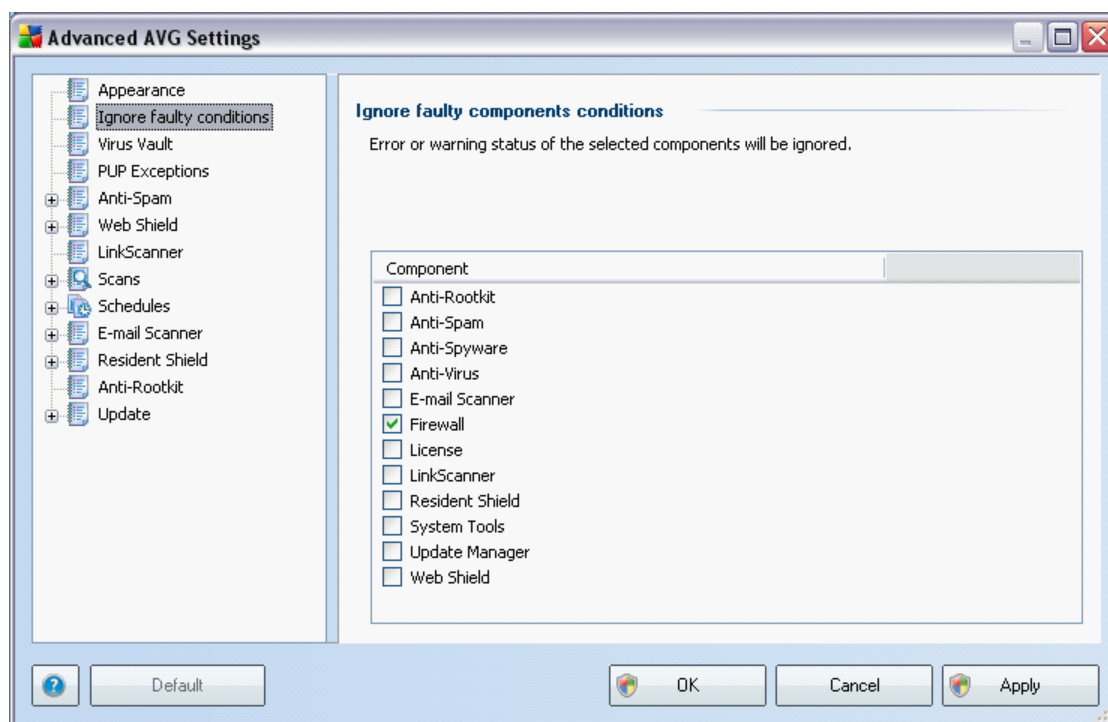 Advanced AVG Settings
Appearance
Ignore faulty conditions
Virus Vault
PUP Exceptions
Anti-Spam
Web Shield
LinkScanner
Scans
Schedules
E-mail Scanner
Resident Shield
Anti-Rootkit
Update
Ignore faulty components conditions
Error or warning status of the selected components will be ignored.
Component
Anti-Rootkit
Anti-Spam
Anti-Spyware
Anti-Virus
E-mail Scanner
Firewall
License
LinkScanner
Resident Shield
System Tools
Update Manager
Web Shield
? Default OK Cancel Apply